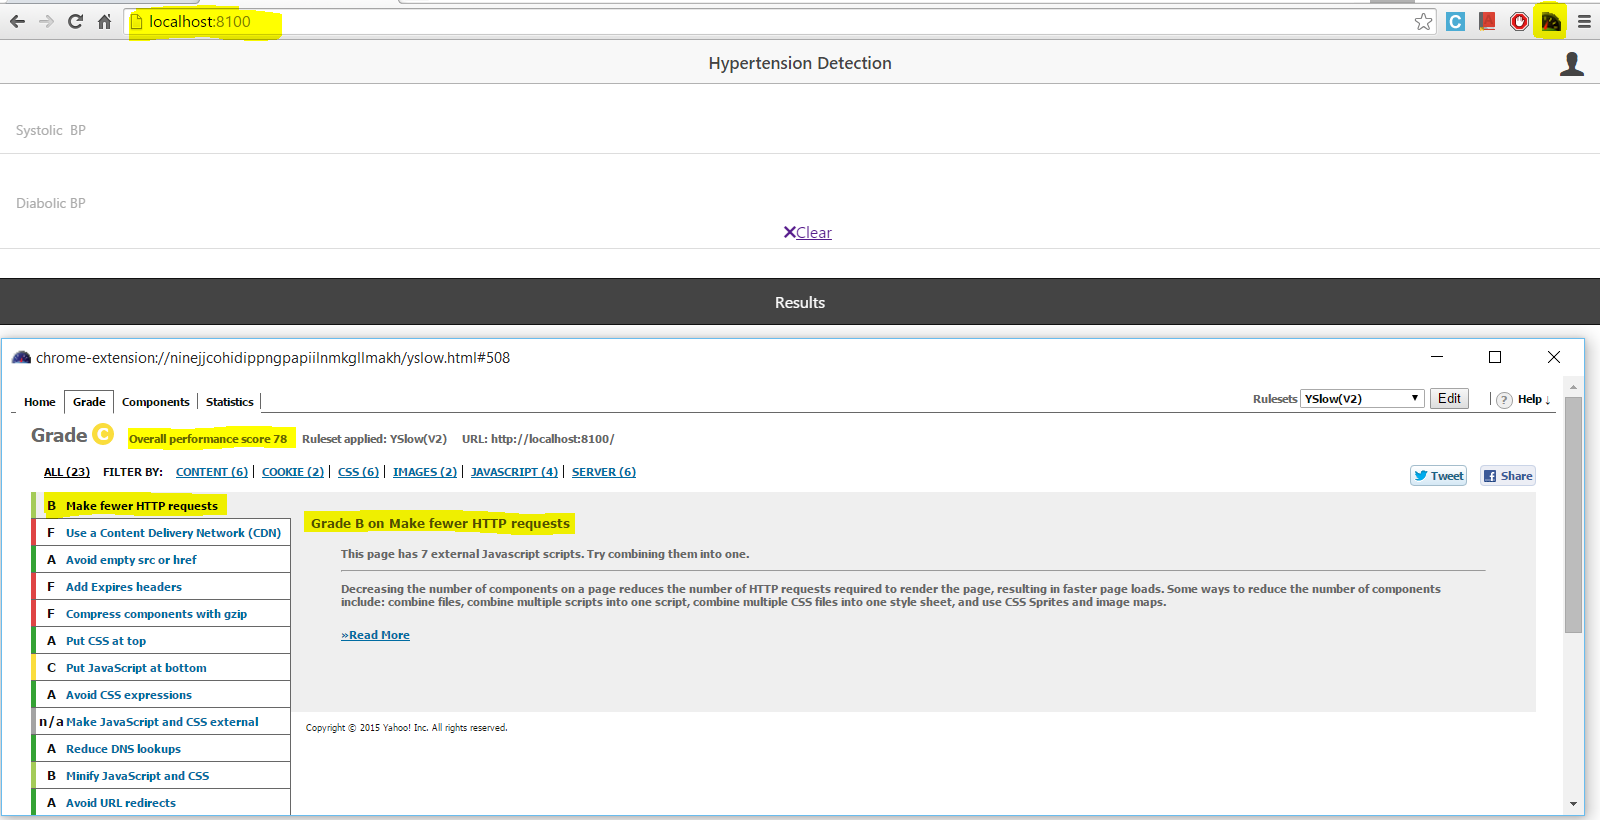 localhost:8100
Hypertension Detection
Systolic BP
Diabolic BP
Clear
Results
chrome-extension://ninejjcohidippngpapiilnmkgllmakh/yslow.html#508
Home Grade Components Statistics
Rulesets YSlow(V2) Edit ? Help ↓
Grade C Overall performance score 78 Ruleset applied: YSlow(V2) URL: http://localhost:8100/
ALL (23) FILTER BY: CONTENT (6) | COOKIE (2) | CSS (6) | IMAGES (2) | JAVASCRIPT (4) | SERVER (6)
Tweet Share
B Make fewer HTTP requests
F Use a Content Delivery Network (CDN)
A Avoid empty src or href
F Add Expires headers
F Compress components with gzip
A Put CSS at top
C Put JavaScript at bottom
A Avoid CSS expressions
n/a Make JavaScript and CSS external
A Reduce DNS lookups
B Minify JavaScript and CSS
A Avoid URL redirects
Grade B on Make fewer HTTP requests
This page has 7 external Javascript scripts. Try combining them into one.
Decreasing the number of components on a page reduces the number of HTTP requests required to render the page, resulting in faster page loads. Some ways to reduce the number of components
include: combine files, combine multiple scripts into one script, combine multiple CSS files into one style sheet, and use CSS Sprites and image maps.
»Read More
Copyright © 2015 Yahoo! Inc. All rights reserved.